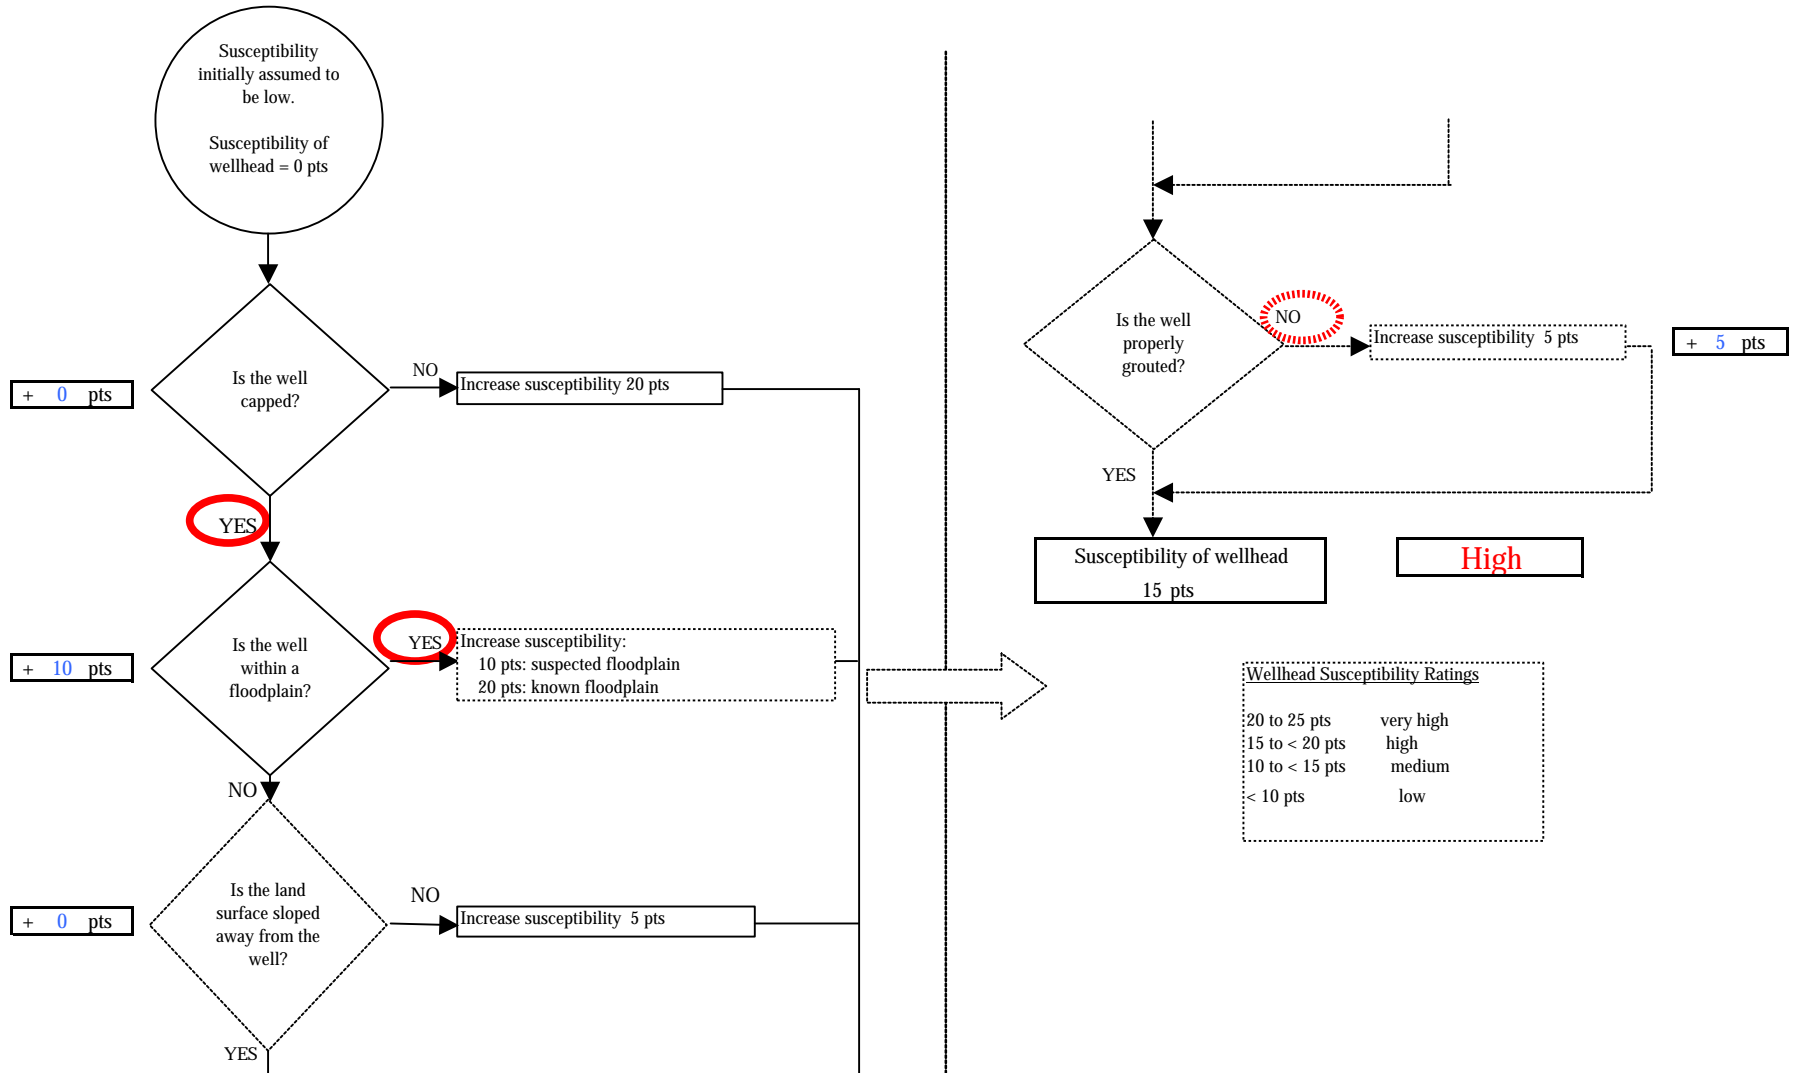 Susceptibility
initially assumed to
be low.
Susceptibility of
wellhead = 0 pts
Is the well
capped?
NO
Increase susceptibility 20 pts
+ 0 pts
YES
Is the well
within a
floodplain?
YES
Increase susceptibility:
10 pts: suspected floodplain
20 pts: known floodplain
+ 10 pts
NO
Is the land
surface sloped
away from the
well?
NO
Increase susceptibility 5 pts
+ 0 pts
YES
Is the well
properly
grouted?
NO
Increase susceptibility 5 pts
+ 5 pts
YES
Susceptibility of wellhead
15 pts
High
Wellhead Susceptibility Ratings
20 to 25 pts very high
15 to < 20 pts high
10 to < 15 pts medium
< 10 pts low